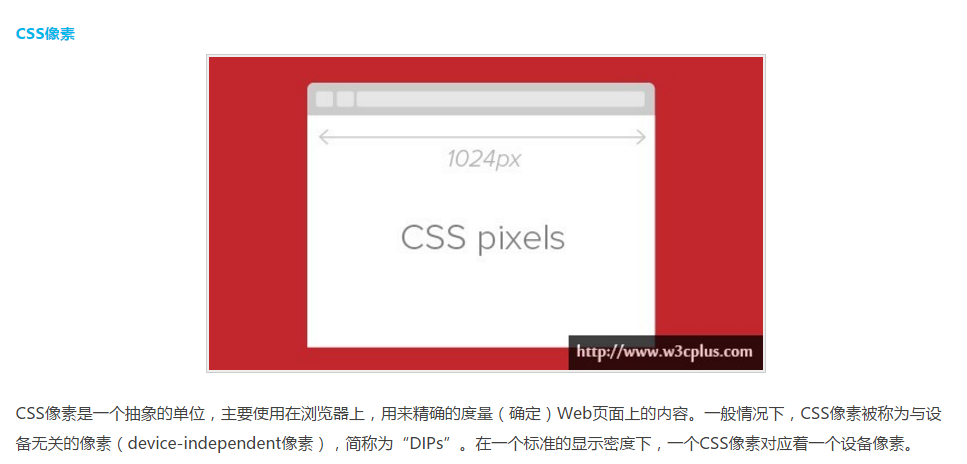 CSS像素
1024px
CSS pixels
http://www.w3cplus.com
CSS像素是一个抽象的单位，主要使用在浏览器上，用来精确的度量（确定）Web页面上的内容。一般情况下，CSS像素被称为与设
备无关的像素（device-independent像素），简称为“DIPs”。在一个标准的显示密度下，一个CSS像素对应着一个设备像素。